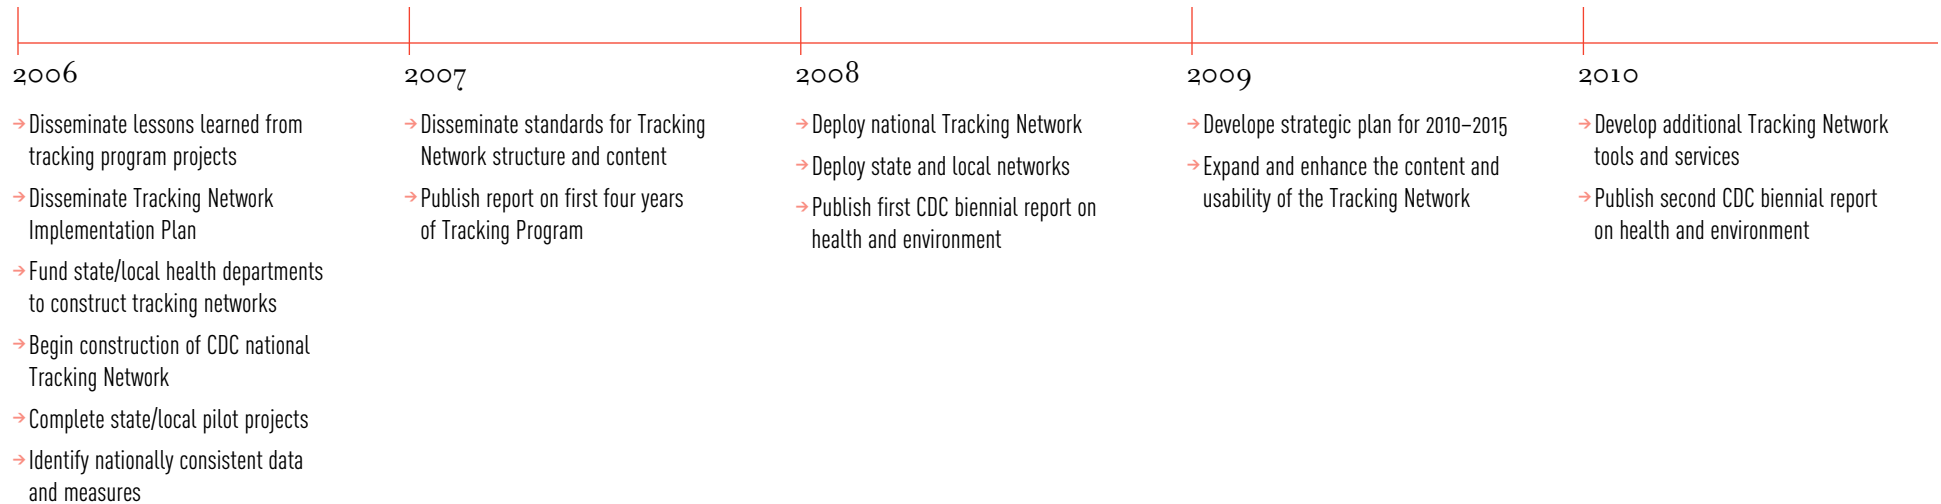 2006
→ Disseminate lessons learned from
tracking program projects
→ Disseminate Tracking Network
Implementation Plan
→ Fund state/local health departments
to construct tracking networks
→ Begin construction of CDC national
Tracking Network
→ Complete state/local pilot projects
→ Identify nationally consistent data
and measures
2007
→ Disseminate standards for Tracking
Network structure and content
→ Publish report on first four years
of Tracking Program
2008
→ Deploy national Tracking Network
→ Deploy state and local networks
→ Publish first CDC biennial report on
health and environment
2009
→ Develope strategic plan for 2010–2015
→ Expand and enhance the content and
usability of the Tracking Network
2010
→ Develop additional Tracking Network
tools and services
→ Publish second CDC biennial report
on health and environment